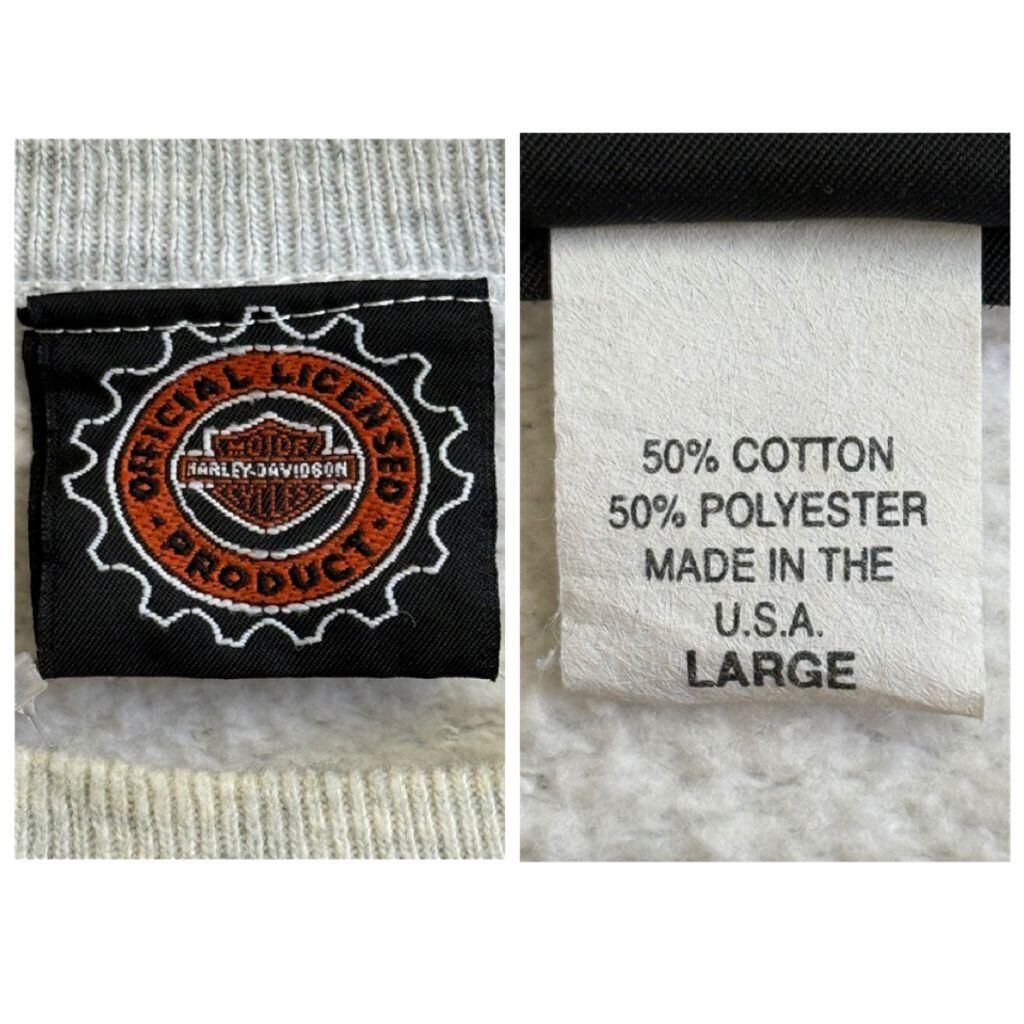 OFFICIAL LICENSED
HARLEY-DAVIDSON
PRODUCT
50% COTTON
50% POLYESTER
MADE IN THE
U.S.A.
LARGE